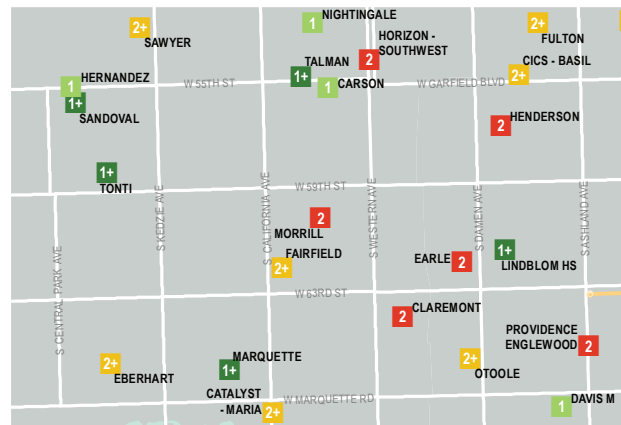 1 NIGHTINGALE
2+ SAWYER
2+ FULTON
HORIZON -
SOUTHWEST
2
TALMAN
1+
CICS - BASIL
2+
HERNANDEZ
1
1+
SANDOVAL
W 55TH ST
1 CARSON
W GARFIELD BLVD
2 HENDERSON
1+
TONTI
W 59TH ST
S KEDZIE AVE
S CALIFORNIA AVE
S WESTERN AVE
S DAMEN AVE
S ASHLAND AVE
S CENTRAL PARK AVE
2
MORRILL
FAIRFIELD
2+
EARLE 2
1+
LINDBLOM HS
W 63RD ST
2 CLAREMONT
PROVIDENCE
ENGLEWOOD 2
2+
EBERHART
MARQUETTE
1+
2+
OTOOLE
CATALYST
- MARIA 2+
W MARQUETTE RD
1 DAVIS M